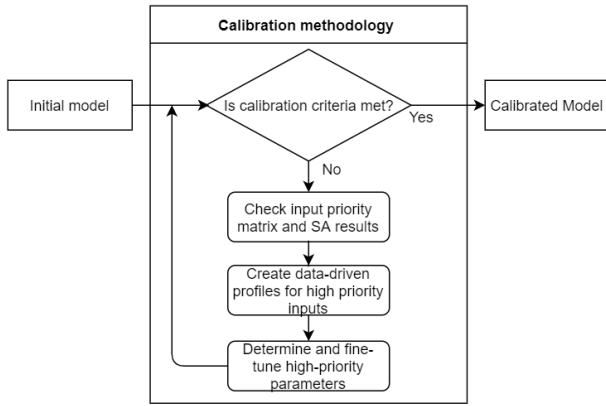 Calibration methodology
Initial model
Is calibration criteria met?
Yes
Calibrated Model
No
Check input priority
matrix and SA results
Create data-driven
profiles for high priority
inputs
Determine and fine-
tune high-priority
parameters